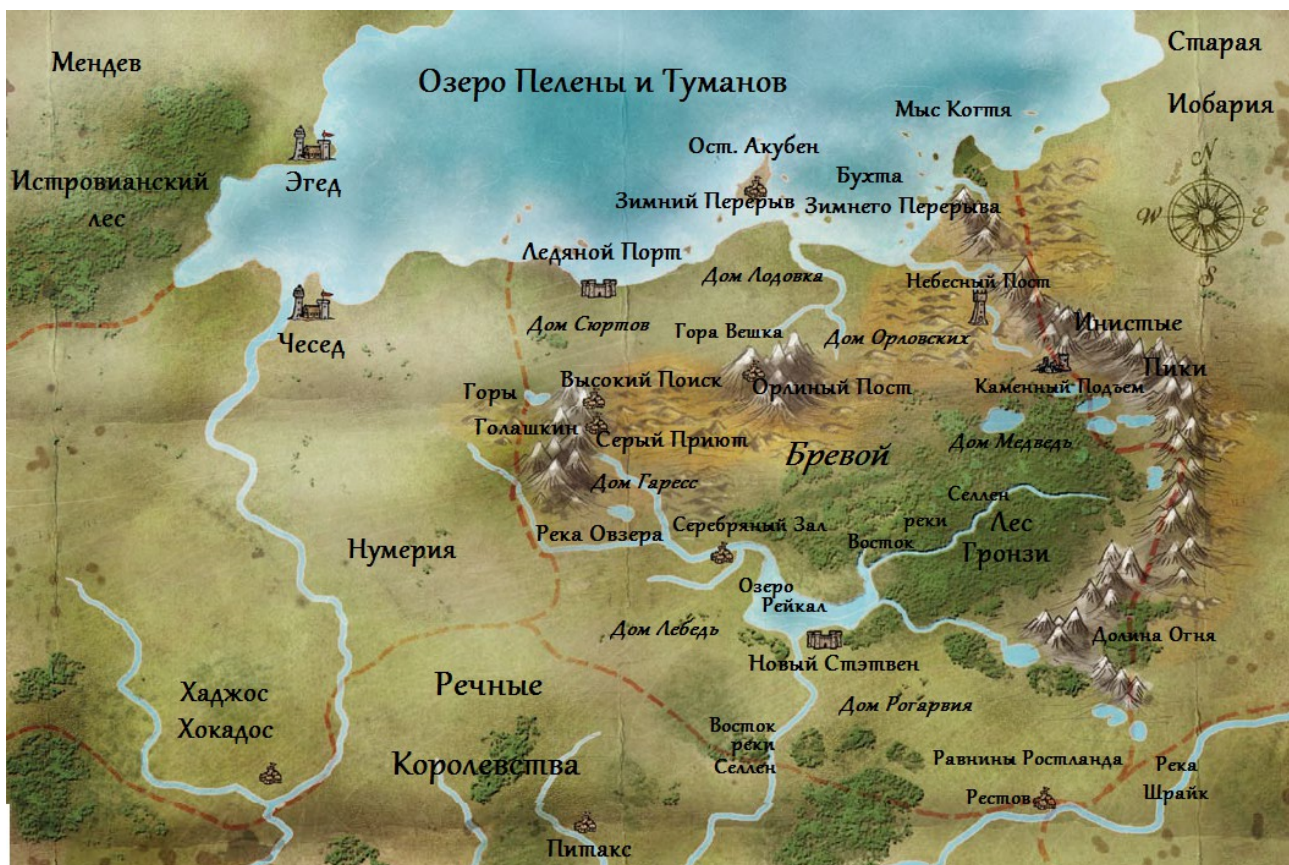 Мендев
Озеро Пелены и Туманов
Старая
Иобария
Мыс Когтя
N
W
E
S
Истровианский
лес
Эгед
Ост. Акубен
Зимний Перерыв
Бухта
Зимнего Перерыва
Ледяной Порт
Дом Лодовка
Небесный Пост
Чесед
Дом Сюртов
Гора Вешка
Дом Орловских
Инистые
Пики
Каменный Подъем
Горы
Голашкин
Высокий Поиск
Орлиный Пост
Серый Приют
Бревой
Дом Медведь
Дом Гаресс
Нумерия
Река Овзера
Серебряный Зал
Восток
реки
Селлен
Лес
Гронзи
Озеро
Рейкал
Дом Лебедь
Новый Стэтвен
Долина Огня
Хаджос
Хокадос
Речные
Королевства
Дом Рогарвия
Восток
реки
Селлен
Равнины Ростланда
Река
Шрайк
Рестов
Питакс